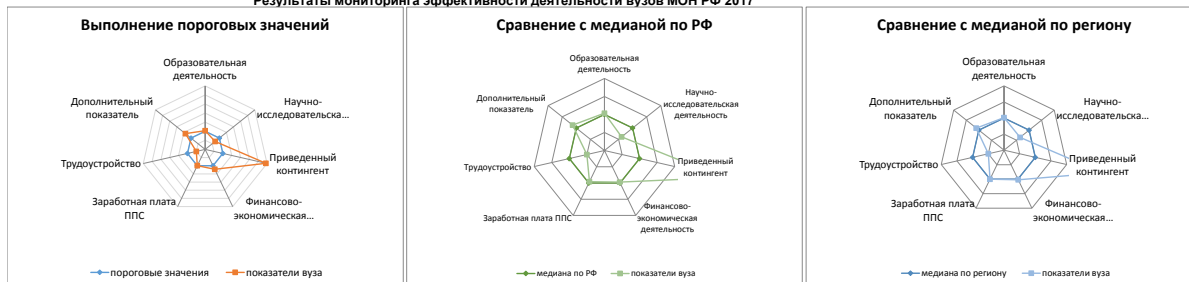 Результаты мониторинга эффективности деятельности вузов МОН РФ 2017
Выполнение пороговых значений
Образовательная
деятельность
Научно-
исследовательска...
Приведенный
контингент
Финансово-
экономическая...
Заработная плата
ППС
Трудоустройство
Дополнительный
показатель
пороговые значения
показатели вуза
Сравнение с медианой по РФ
Образовательная
деятельность
Научно-
исследовательская
деятельность
Приведенный
контингент
Финансово-
экономическая
деятельность
Заработная плата ППС
Трудоустройство
Дополнительный
показатель
медиана по РФ
показатели вуза
Сравнение с медианой по региону
Образовательная
деятельность
Научно-
исследовательска...
Приведенный
контингент
Финансово-
экономическая...
Заработная плата
ППС
Трудоустройство
Дополнительный
показатель
медиана по региону
показатели вуза